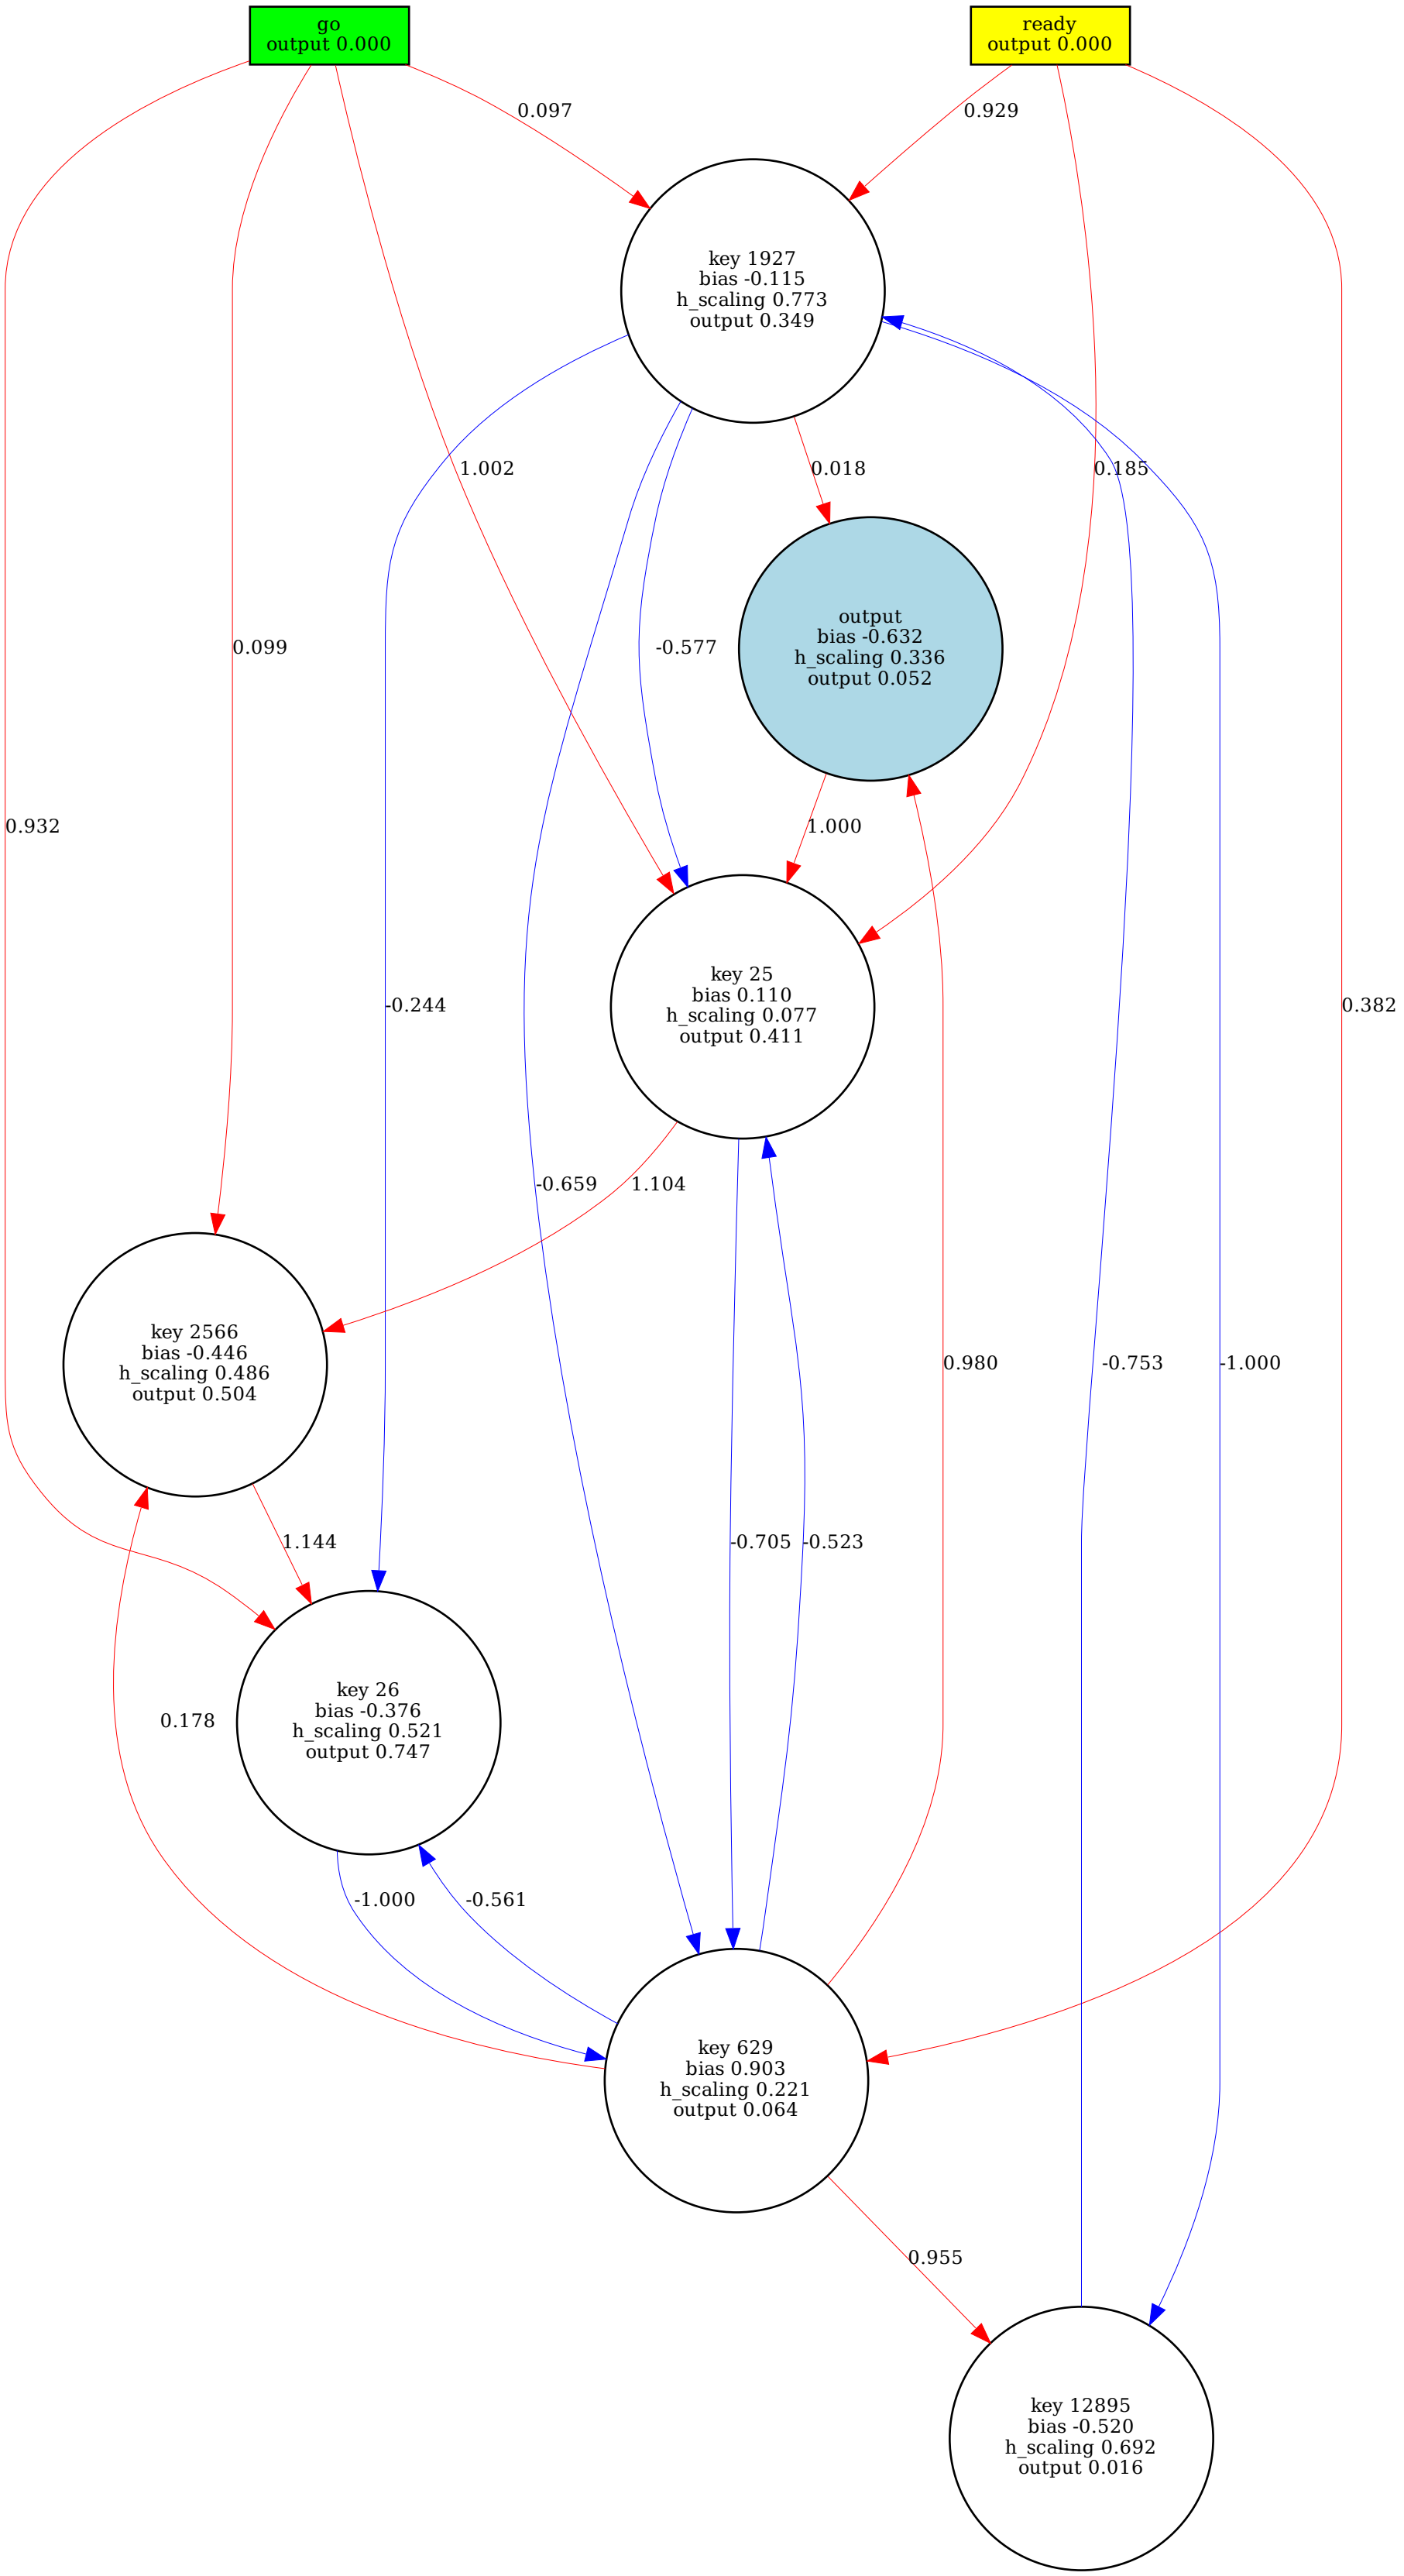 go
output 0.000
ready
output 0.000
0.097
0.929
key 1927
bias -0.115
h_scaling 0.773
output 0.349
1.002
0.018
0.185
output
bias -0.632
h_scaling 0.336
output 0.052
0.099
-0.577
0.932
1.000
key 25
bias 0.110
h_scaling 0.077
output 0.411
-0.244
0.382
-0.659
1.104
key 2566
bias -0.446
h_scaling 0.486
output 0.504
0.980
-0.753
-1.000
1.144
-0.705
-0.523
key 26
bias -0.376
h_scaling 0.521
output 0.747
0.178
-1.000
-0.561
key 629
bias 0.903
h_scaling 0.221
output 0.064
0.955
key 12895
bias -0.520
h_scaling 0.692
output 0.016